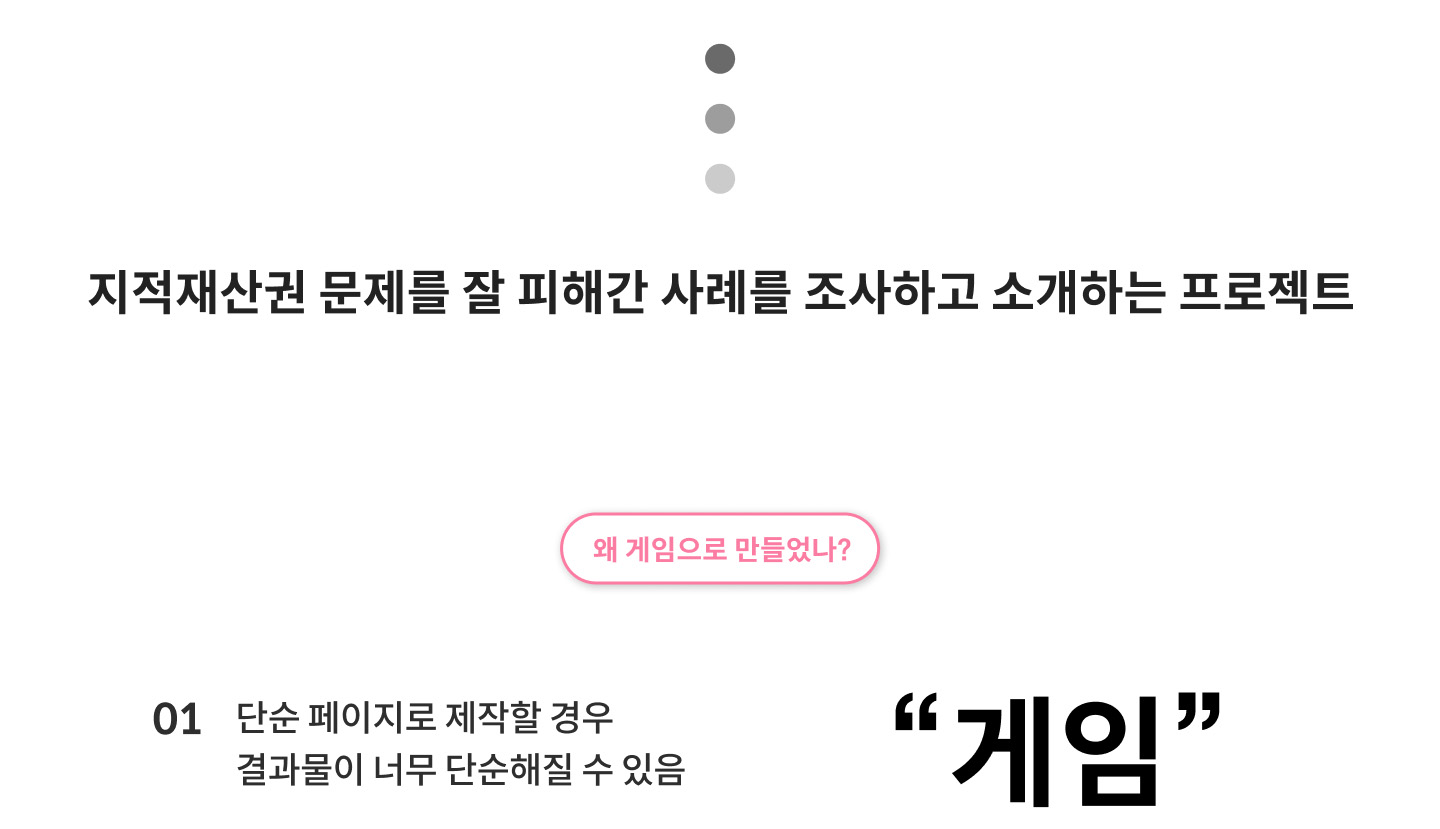 지적재산권 문제를 잘 피해간 사례를 조사하고 소개하는 프로젝트
왜 게임으로 만들었나?
01 단순 페이지로 제작할 경우
결과물이 너무 단순해질 수 있음
“게임”